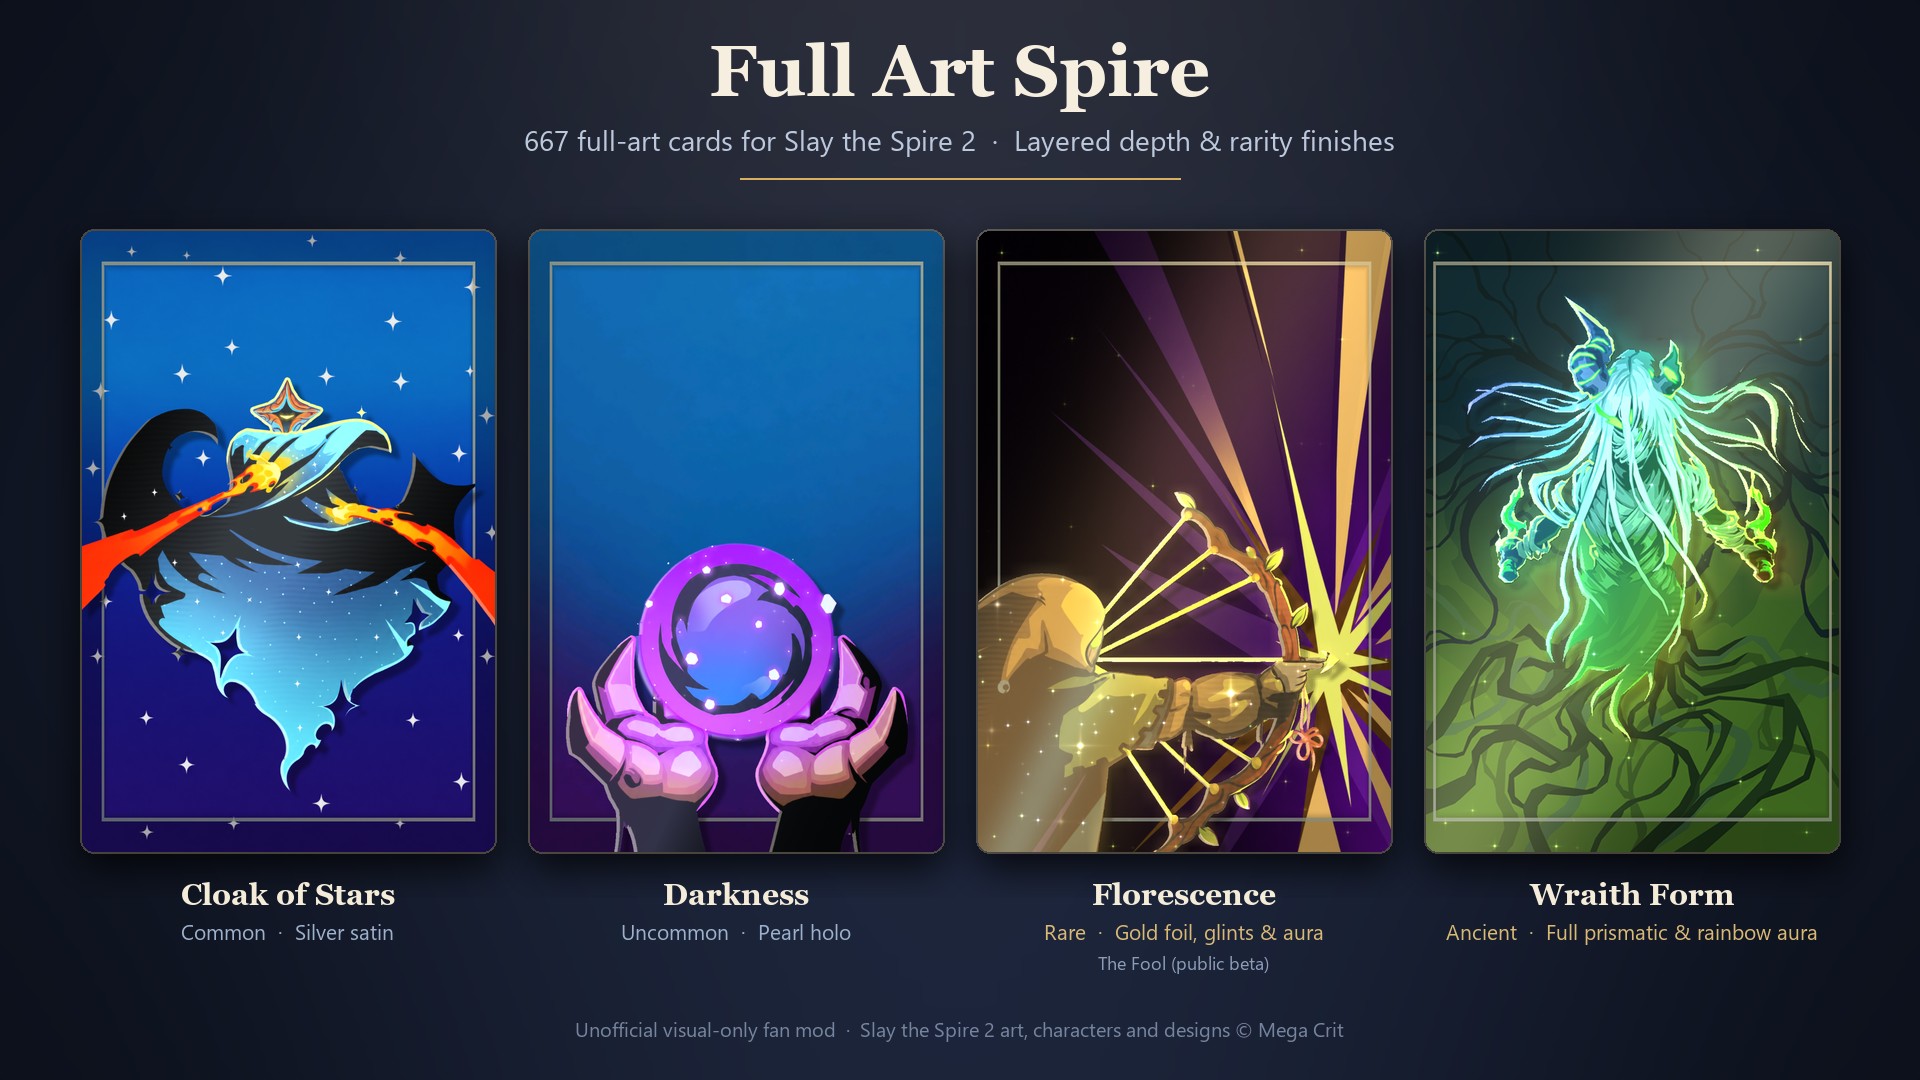 Full Art Spire
667 full-art cards for Slay the Spire 2 · Layered depth & rarity finishes
Cloak of Stars
Common · Silver satin
Darkness
Uncommon · Pearl holo
Florescence
Rare · Gold foil, glints & aura
The Fool (public beta)
Wraith Form
Ancient · Full prismatic & rainbow aura
Unofficial visual-only fan mod · Slay the Spire 2 art, characters and designs © Mega Crit